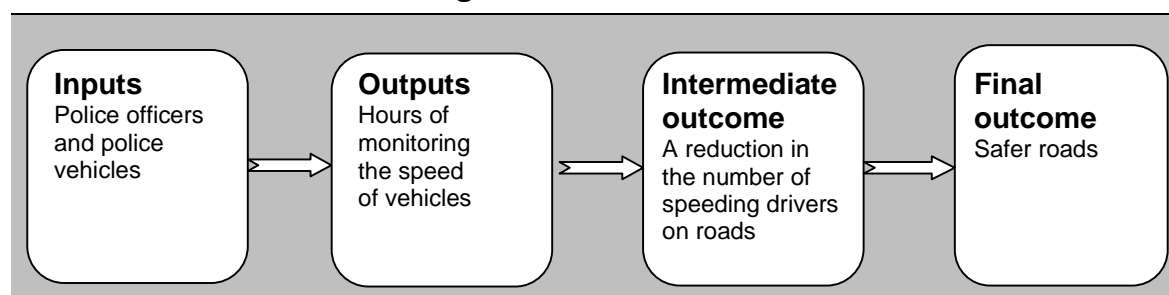 Inputs
Police officers
and police
vehicles
Outputs
Hours of
monitoring
the speed
of vehicles
Intermediate
outcome
A reduction in
the number of
speeding drivers
on roads
Final
outcome
Safer roads